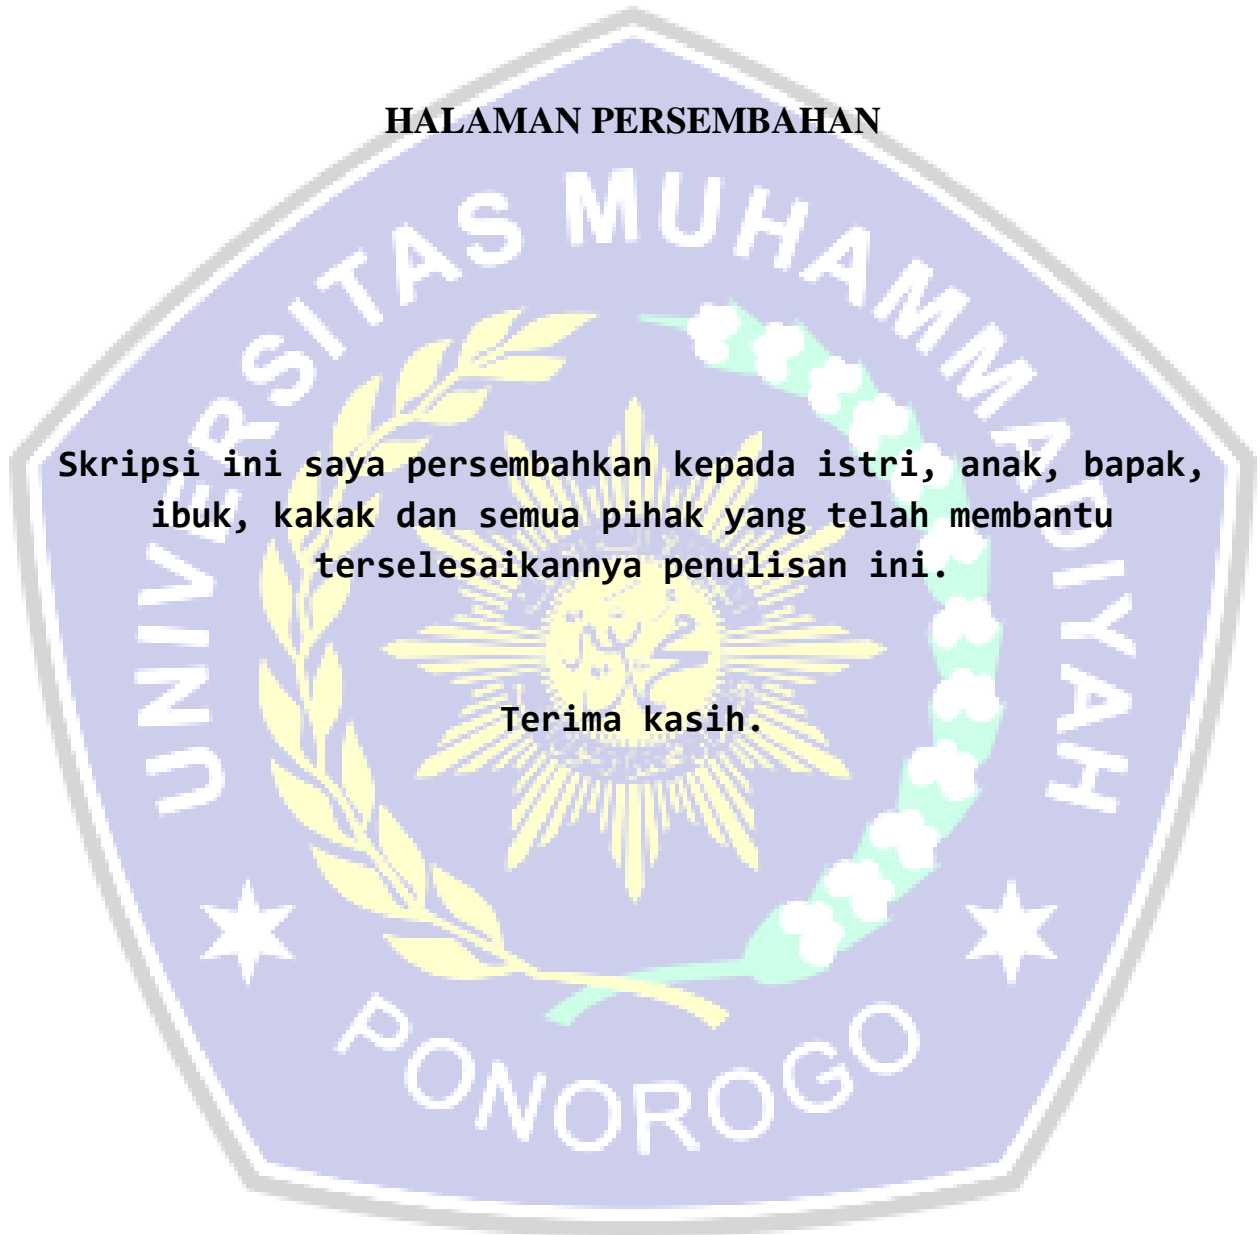 HALAMAN PERSEMBAHAN
UNIVERSITAS MUHAMMADIYAH
Skripsi ini saya persembahkan kepada istri, anak, bapak,
ibuk, kakak dan semua pihak yang telah membantu
terselesaikannya penulisan ini.
Terima kasih.
PONOROGO